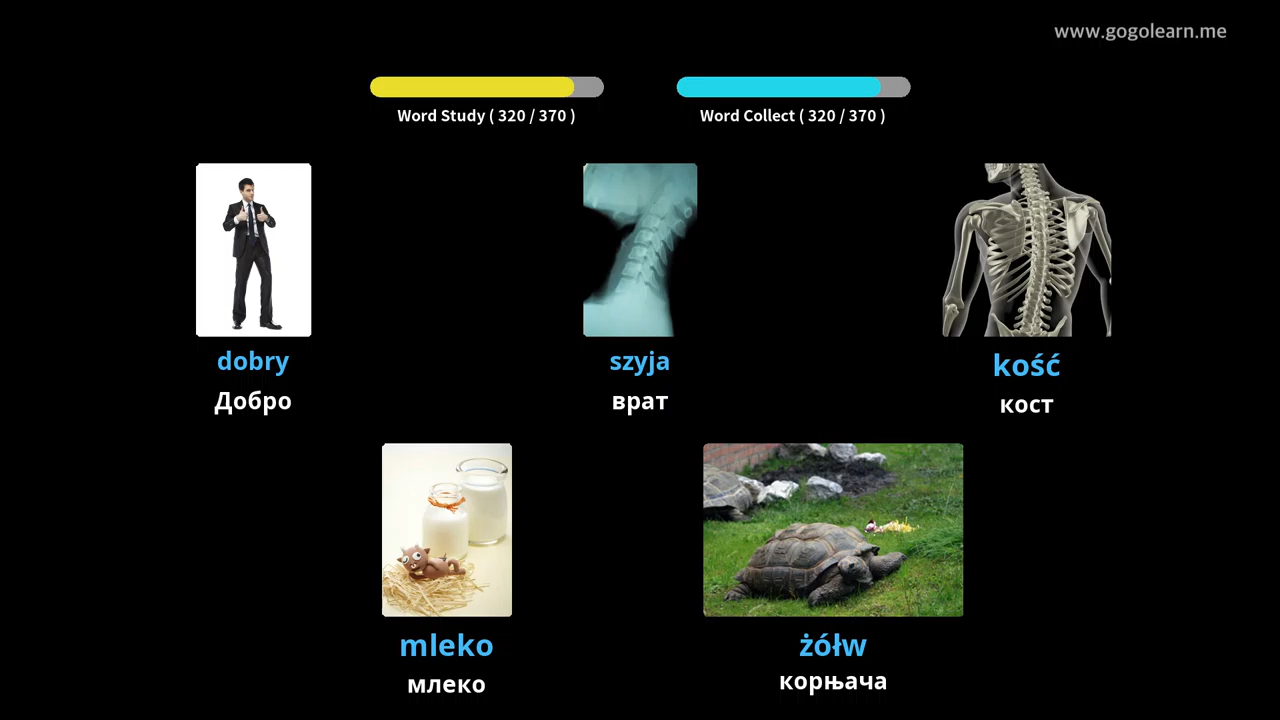 www.gogolearn.me
Word Study ( 320 / 370 )
Word Collect ( 320 / 370 )
dobry
Добро
szyja
врат
kość
кост
mleko
млеко
żółw
корњача